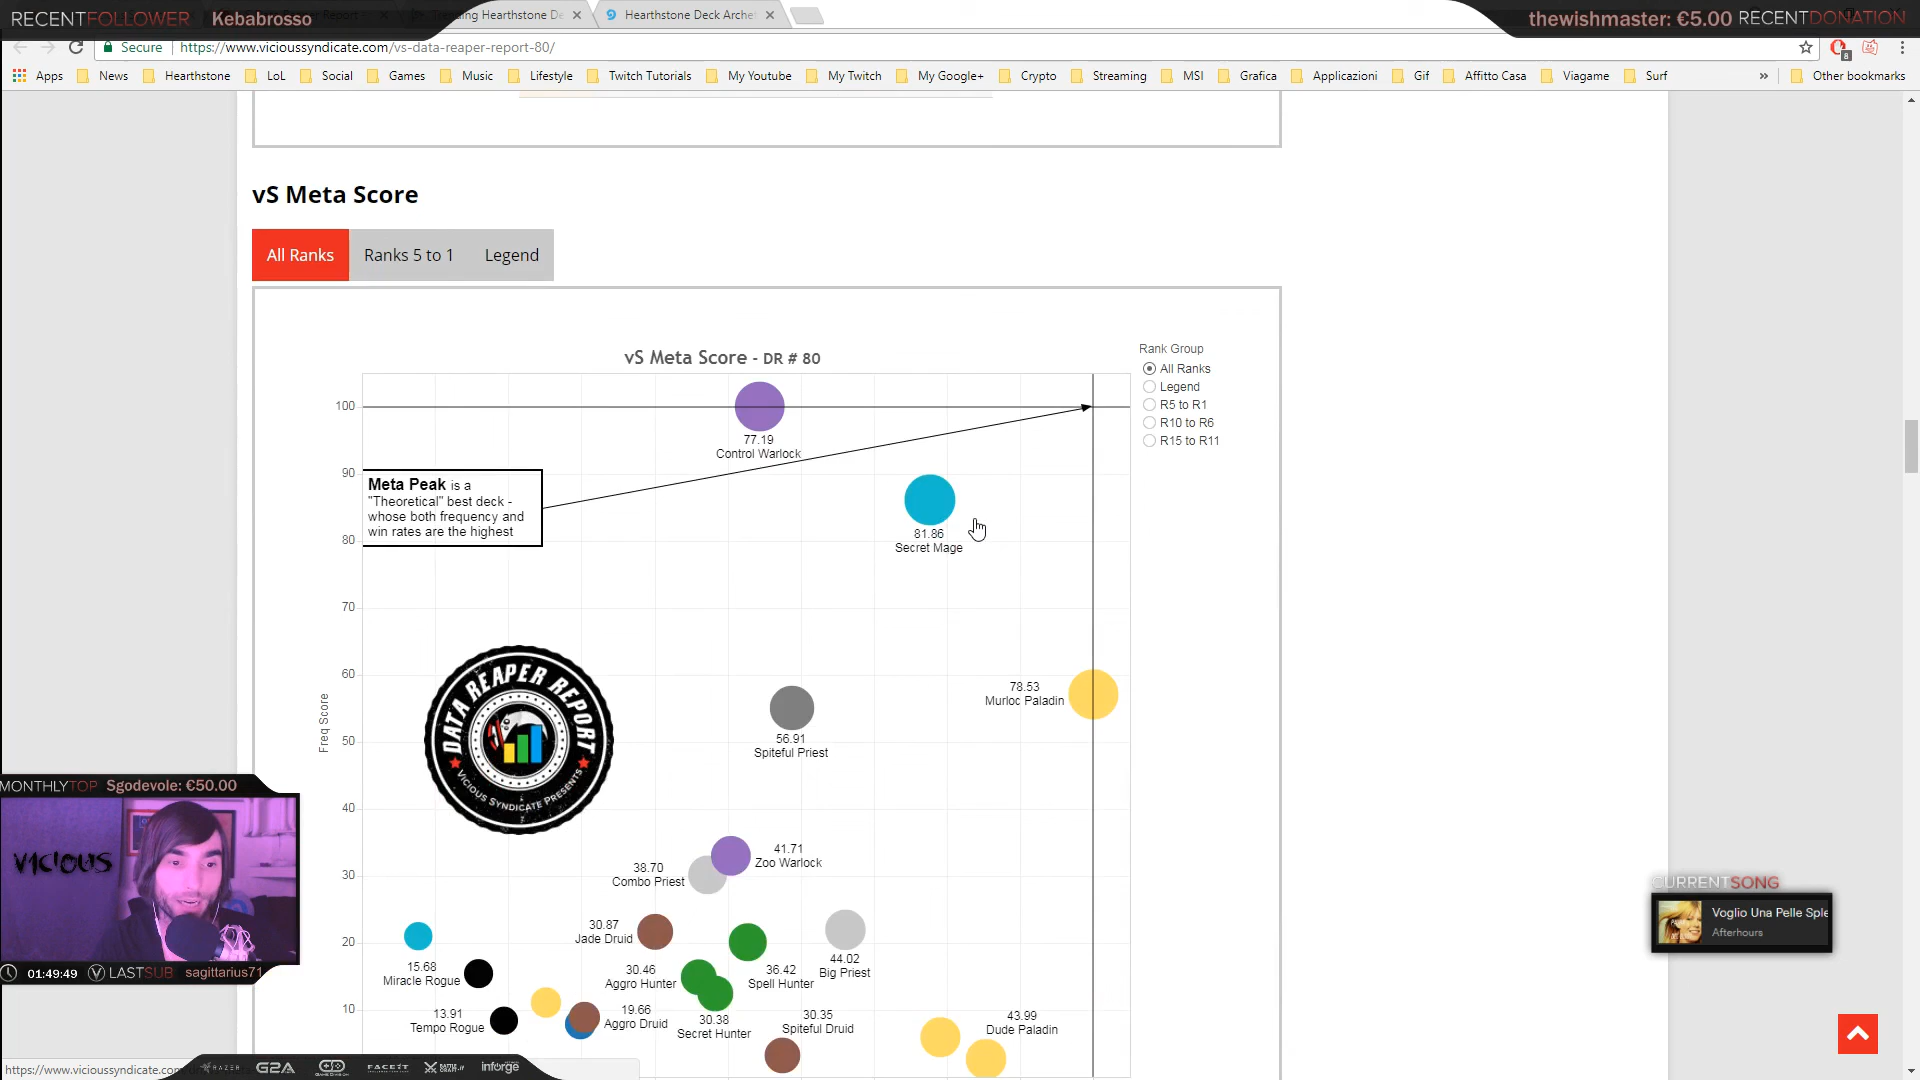 RECENTFOLLOWER Kebabrosso
Trending Hearthstone De
Hearthstone Deck Arche
thewishmaster: €5.00 RECENTDONATION
Secure
https://www.vicioussyndicate.com/vs-data-reaper-report-80/
Apps News Hearthstone LoL Social Games Music Lifestyle Twitch Tutorials My Youtube My Twitch My Google+ Crypto Streaming MSI Grafica Applicazioni Gif Affitto Casa Viagame Surf » Other bookmarks
vS Meta Score
All Ranks Ranks 5 to 1 Legend
vS Meta Score - DR # 80
Rank Group
All Ranks
Legend
R5 to R1
R10 to R6
R15 to R11
100
90
80
70
60
50
40
30
20
10
Freq Score
77.19
Control Warlock
Meta Peak is a
"Theoretical" best deck -
whose both frequency and
win rates are the highest
81.86
Secret Mage
78.53
Murloc Paladin
56.91
Spiteful Priest
DATA REAPER REPORT
VICIOUS SYNDICATE PRESENTS
41.71
Zoo Warlock
38.70
Combo Priest
30.87
Jade Druid
44.02
Big Priest
15.68
Miracle Rogue
30.46
Aggro Hunter
36.42
Spell Hunter
13.91
Tempo Rogue
19.66
Aggro Druid
30.38
Secret Hunter
30.35
Spiteful Druid
43.99
Dude Paladin
MONTHLYTOP Sgodevole: €50.00
V1CIOUS
01:49:49 LASTSUB sagittarius71
CURRENTSONG
Voglio Una Pelle Sple
Afterhours
https://www.vicioussyndicate.com/
RAZER G2A FACEIT inforge